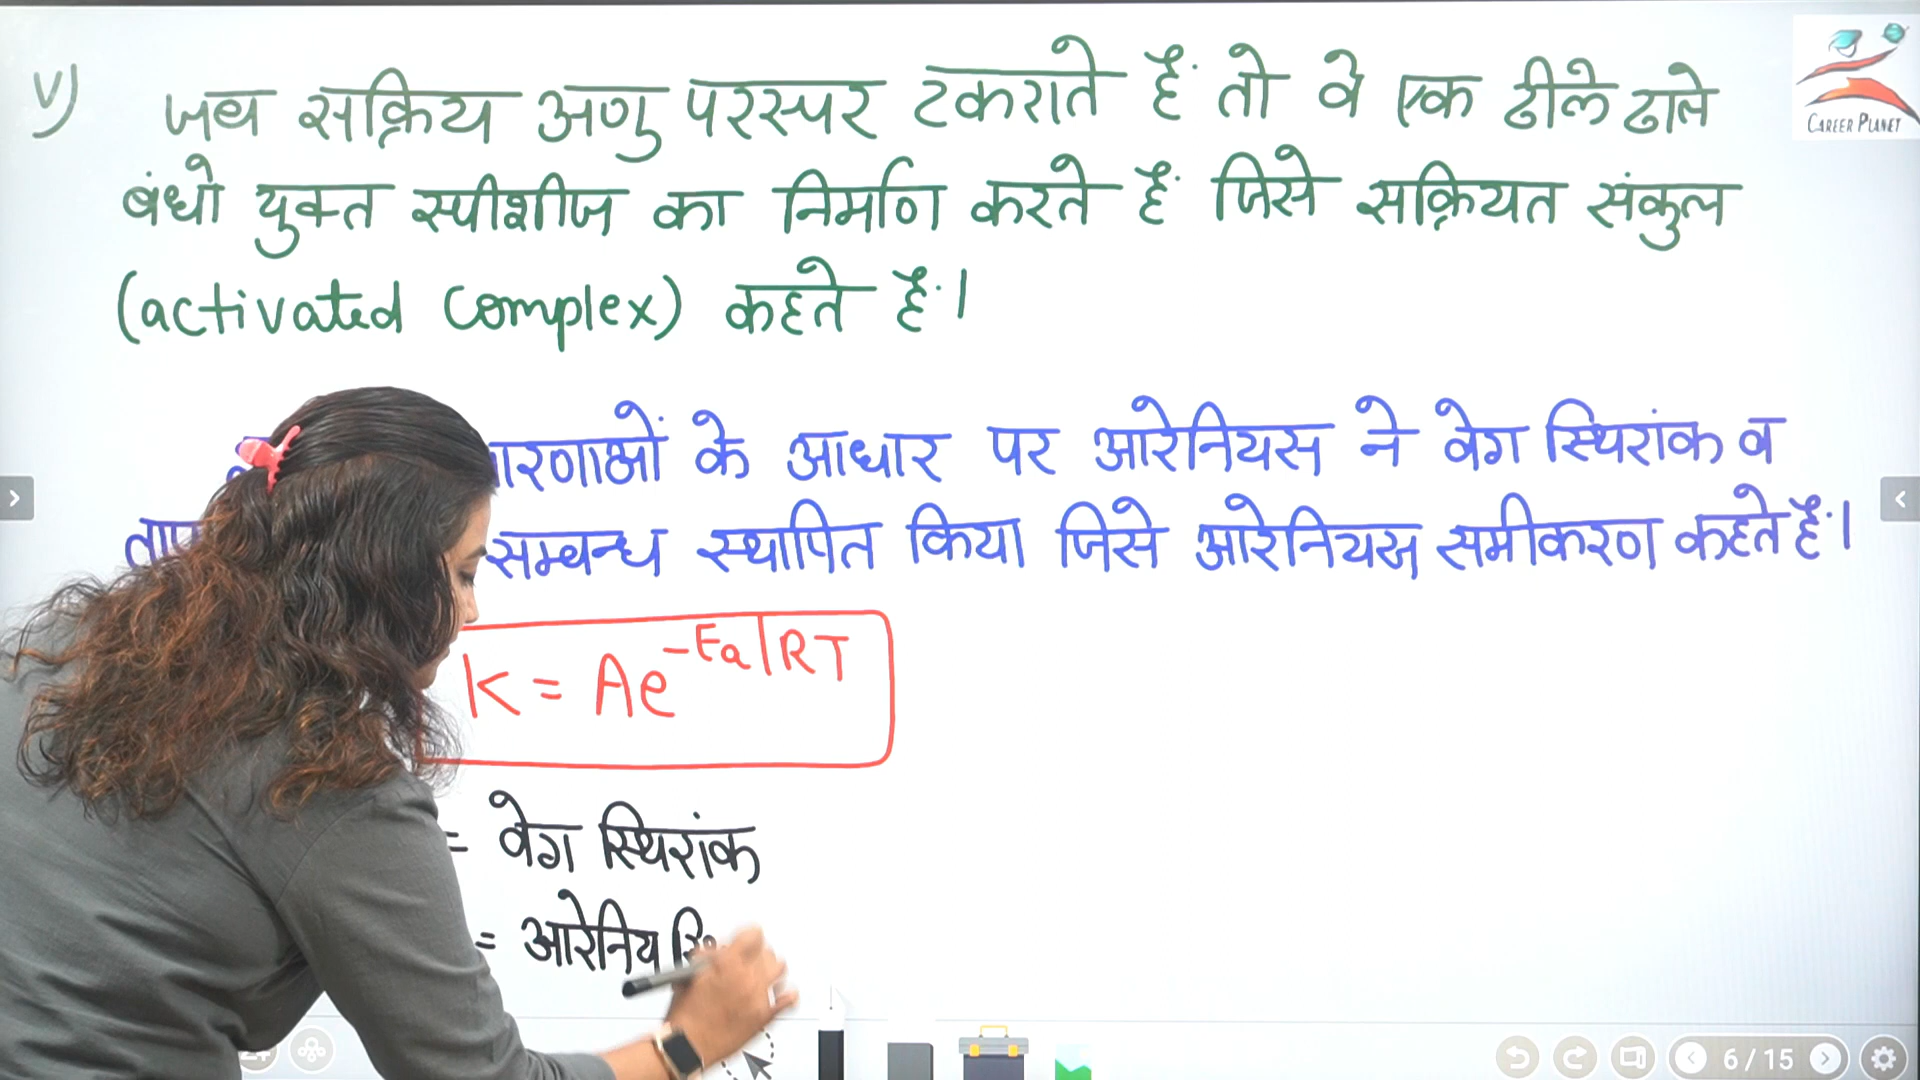 v) जब सक्रिय अणु परस्पर टकराते हैं तो वे एक ढीले ढाले
बंधो युक्त स्पीशीज का निर्माण करते हैं जिसे सक्रियत संकुल
(activated complex) कहते हैं।
CAREER PLANET
के आधार पर आरेनियस ने वेग स्थिरांक व
सम्बन्ध स्थापित किया जिसे आरेनियस समीकरण कहते हैं।
K = Ae^-Ea/RT
= वेग स्थिरांक
= आरेनिय
6 / 15